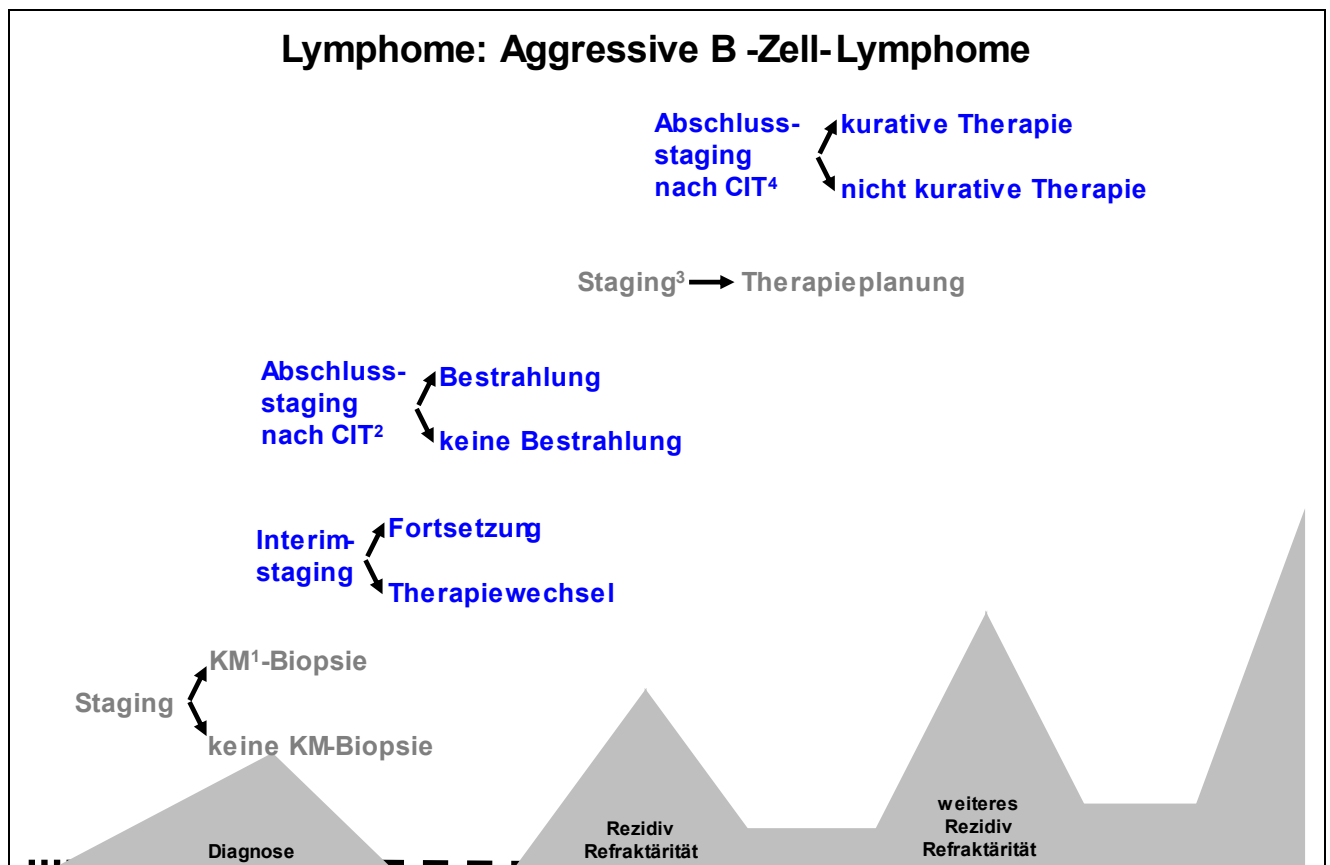 Lymphome: Aggressive B -Zell-Lymphome
Abschluss-
staging
nach CIT⁴
kurative Therapie
nicht kurative Therapie
Staging³
Therapieplanung
Abschluss-
staging
nach CIT²
Bestrahlung
keine Bestrahlung
Interim-
staging
Fortsetzung
Therapiewechsel
Staging
KM¹-Biopsie
keine KM-Biopsie
Diagnose
Rezidiv
Refraktärität
weiteres
Rezidiv
Refraktärität